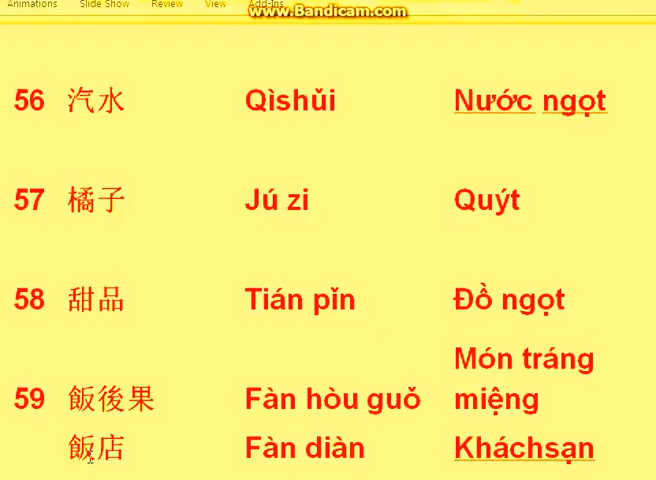 Animations Slide Show Review View Add-Ins
www.Bandicam.com
56 汽水 Qìshǔi Nước ngọt
57 橘子 Jú zi Quýt
58 甜品 Tián pǐn Đồ ngọt
Món tráng
59 飯後果 Fàn hòu guǒ miệng
飯店 Fàn diàn Kháchsạn